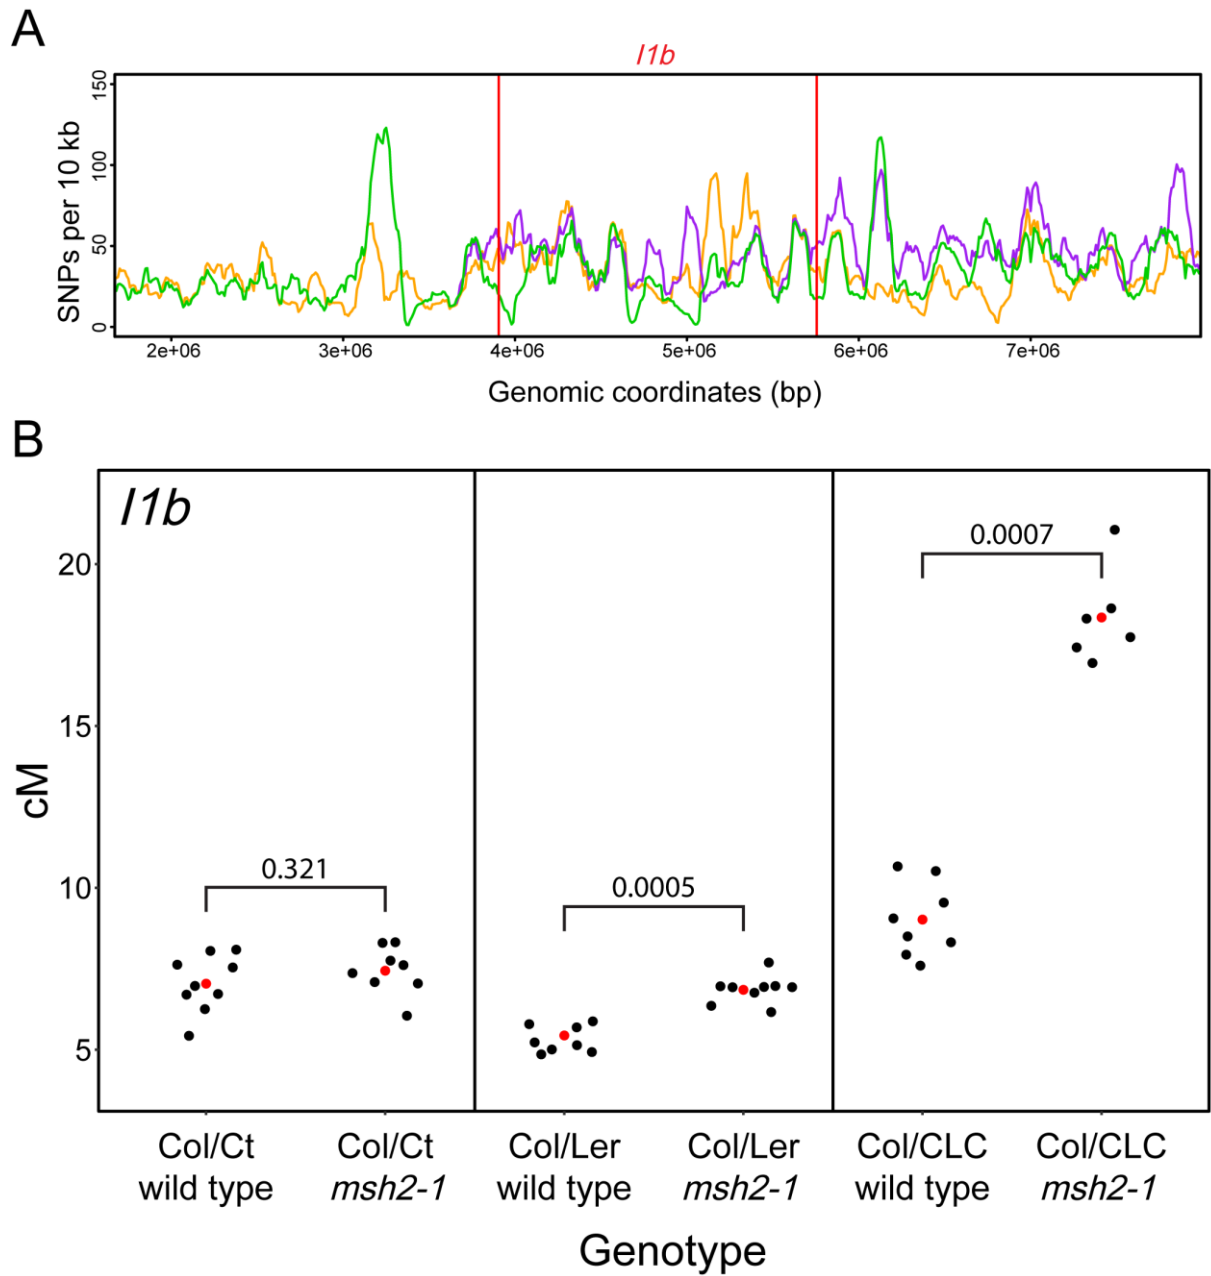 A
I1b
SNPs per 10 kb
150
100
50
0
2e+06 3e+06 4e+06 5e+06 6e+06 7e+06
Genomic coordinates (bp)
B
I1b
cM
20
15
10
5
0.321
0.0005
0.0007
Col/Ct Col/Ct Col/Ler Col/Ler Col/CLC Col/CLC
wild type msh2-1 wild type msh2-1 wild type msh2-1
Genotype